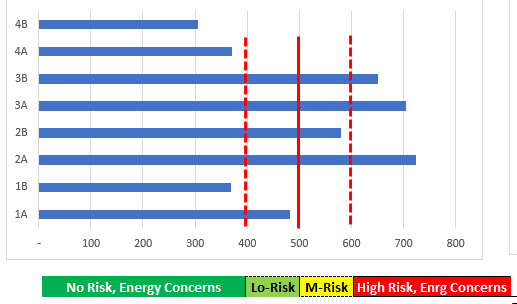 4B
4A
3B
3A
2B
2A
1B
1A
- 100 200 300 400 500 600 700 800
No Risk, Energy Concerns Lo-Risk M-Risk High Risk, Enrg Concerns